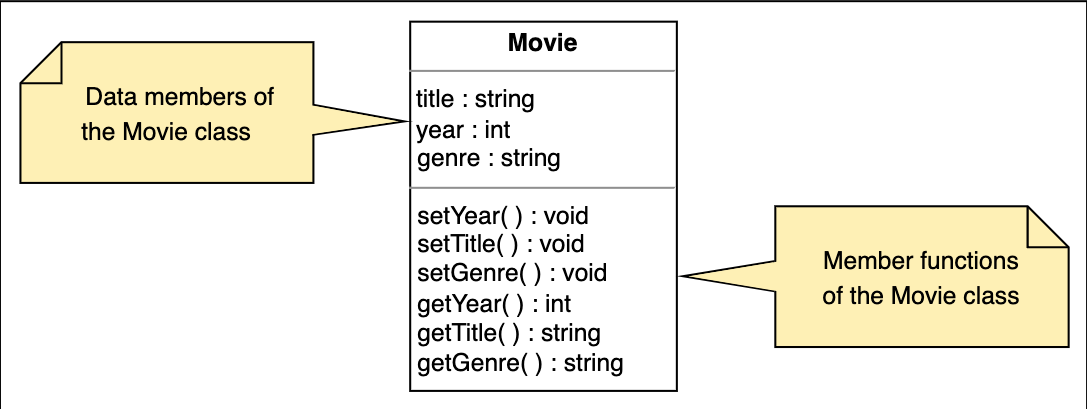 Movie
Data members of
the Movie class
title : string
year : int
genre : string
setYear( ) : void
setTitle( ) : void
setGenre( ) : void
getYear( ) : int
getTitle( ) : string
getGenre( ) : string
Member functions
of the Movie class